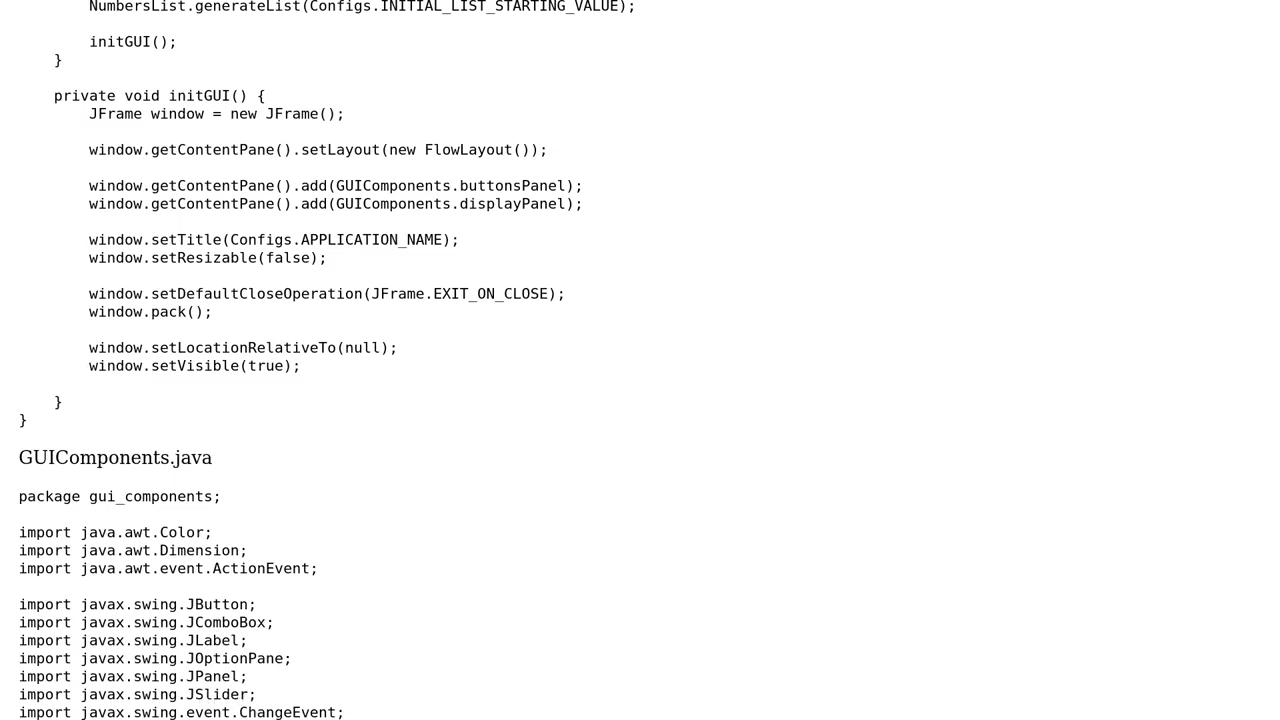 NumbersList.generateList(Configs.INITIAL_LIST_STARTING_VALUE);

        initGUI();
    }

    private void initGUI() {
        JFrame window = new JFrame();

        window.getContentPane().setLayout(new FlowLayout());

        window.getContentPane().add(GUIComponents.buttonsPanel);
        window.getContentPane().add(GUIComponents.displayPanel);

        window.setTitle(Configs.APPLICATION_NAME);
        window.setResizable(false);

        window.setDefaultCloseOperation(JFrame.EXIT_ON_CLOSE);
        window.pack();

        window.setLocationRelativeTo(null);
        window.setVisible(true);

    }
}
GUIComponents.java
package gui_components;

import java.awt.Color;
import java.awt.Dimension;
import java.awt.event.ActionEvent;

import javax.swing.JButton;
import javax.swing.JComboBox;
import javax.swing.JLabel;
import javax.swing.JOptionPane;
import javax.swing.JPanel;
import javax.swing.JSlider;
import javax.swing.event.ChangeEvent;